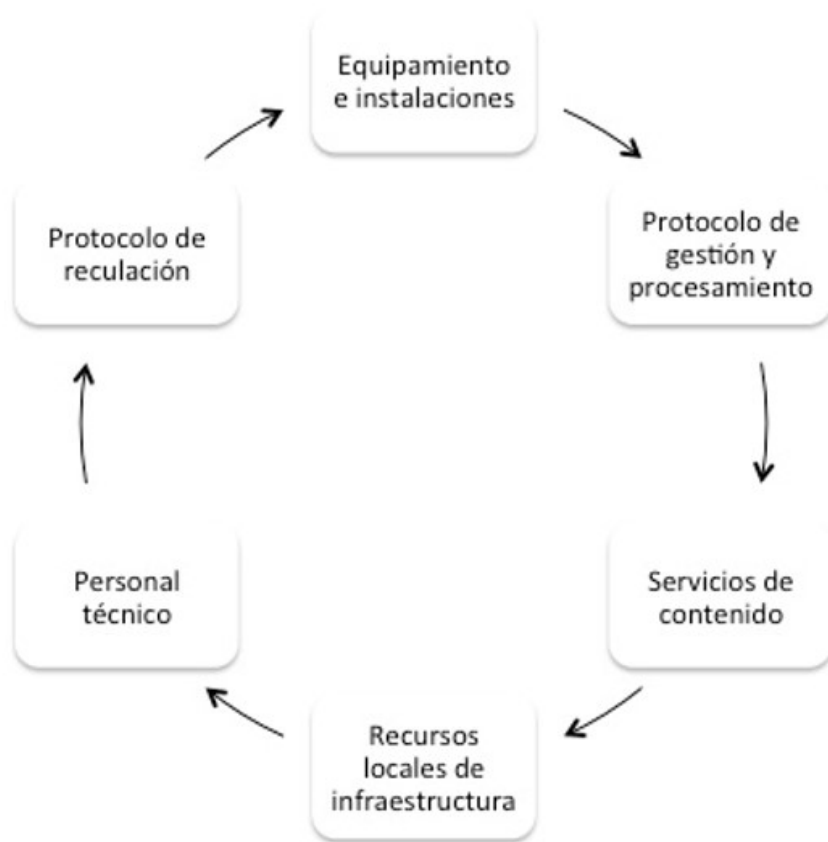 Equipamiento
e instalaciones
Protocolo de
gestión y
procesamiento
Servicios de
contenido
Recursos
locales de
infraestructura
Personal
técnico
Protocolo de
reculación